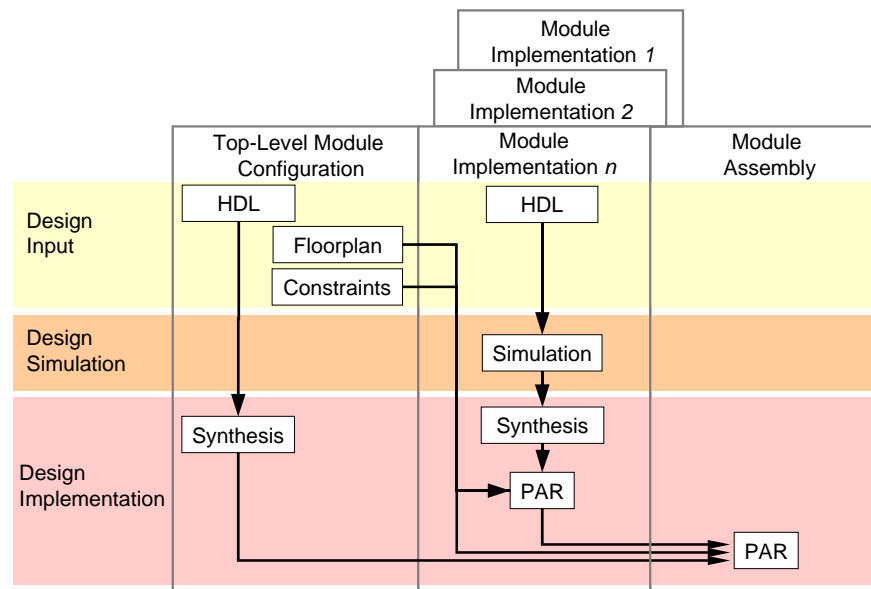 Module
Implementation 1
Module
Implementation 2
Top-Level Module
Configuration
Module
Implementation n
Module
Assembly
Design
Input
HDL
HDL
Floorplan
Constraints
Design
Simulation
Simulation
Synthesis
Synthesis
Design
Implementation
PAR
PAR